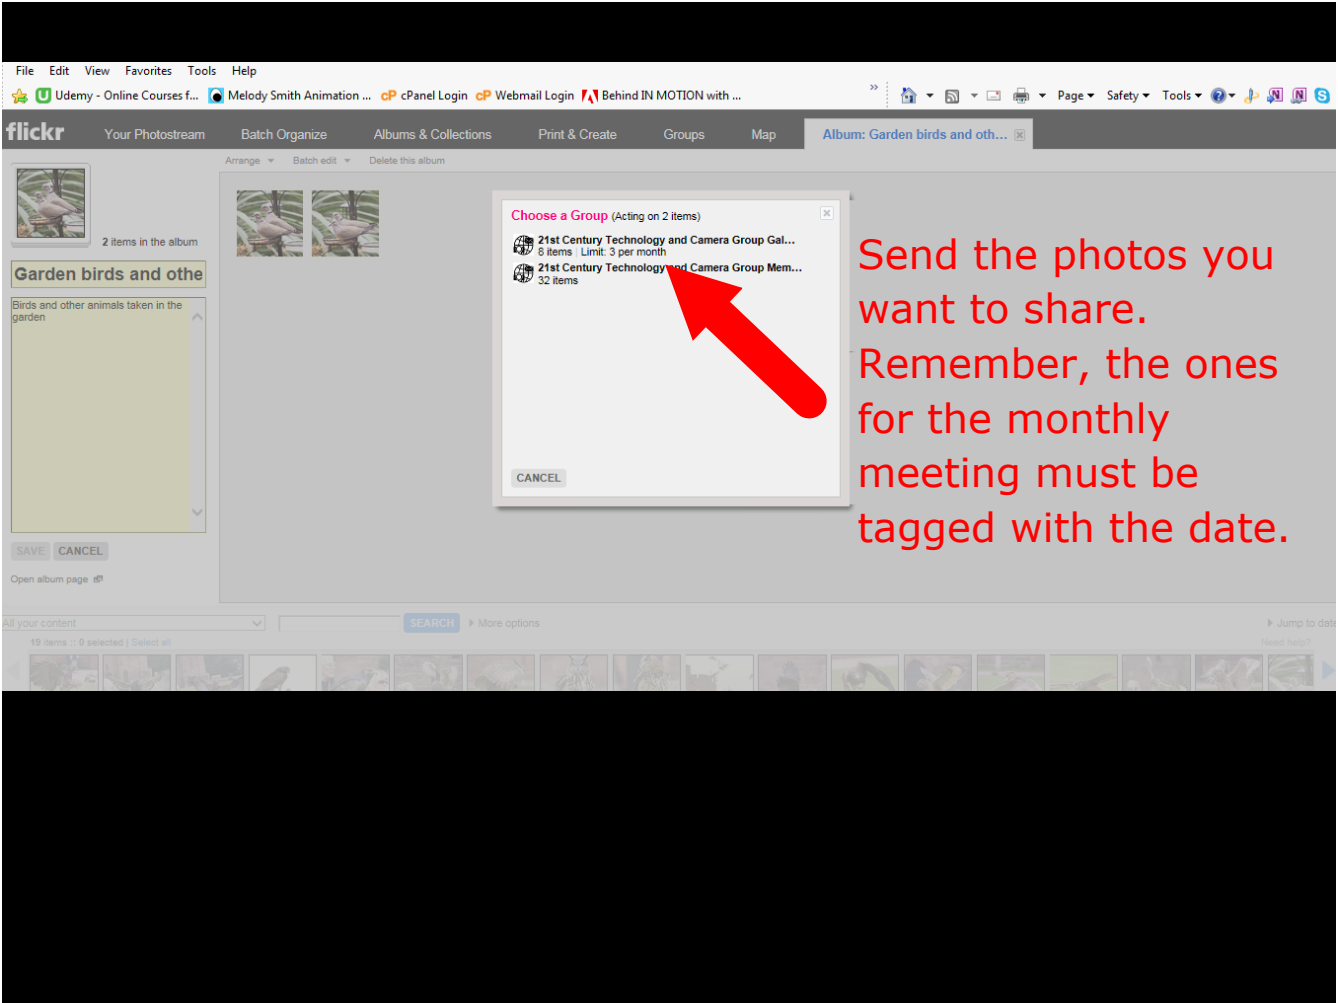 File Edit View Favorites Tools Help
Udemy - Online Courses f... Melody Smith Animation ... cP cPanel Login cP Webmail Login Behind IN MOTION with ... » Page Safety Tools
flickr Your Photostream Batch Organize Albums & Collections Print & Create Groups Map Album: Garden birds and oth...
Arrange Batch edit Delete this album
2 items in the album
Garden birds and othe
Birds and other animals taken in the
garden
SAVE CANCEL
Open album page
Choose a Group (Acting on 2 items)
21st Century Technology and Camera Group Gal...
8 items | Limit: 3 per month
21st Century Technology and Camera Group Mem...
32 items
CANCEL
Send the photos you
want to share.
Remember, the ones
for the monthly
meeting must be
tagged with the date.
All your content SEARCH More options Jump to date
19 items :: 0 selected | Select all Need help?